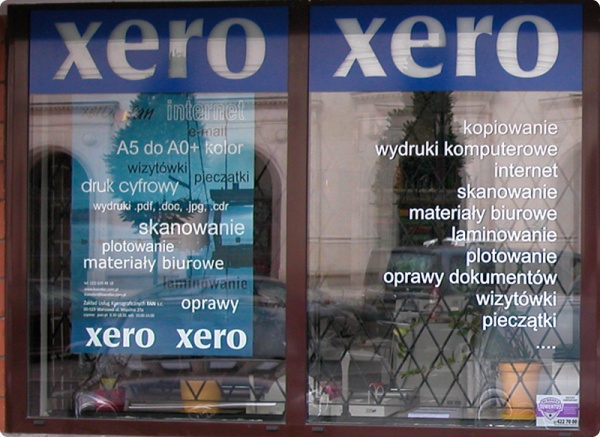 xero
xero
internet
e-mail
A5 do A0+ kolor
wizytówki
pieczątki
druk cyfrowy
wydruki .pdf, .doc, .jpg, .cdr
skanowanie
plotowanie
materiały biurowe
laminowanie
oprawy
xero xero
kopiowanie
wydruki komputerowe
internet
skanowanie
materiały biurowe
laminowanie
plotowanie
oprawy dokumentów
wizytówki
pieczątki
....